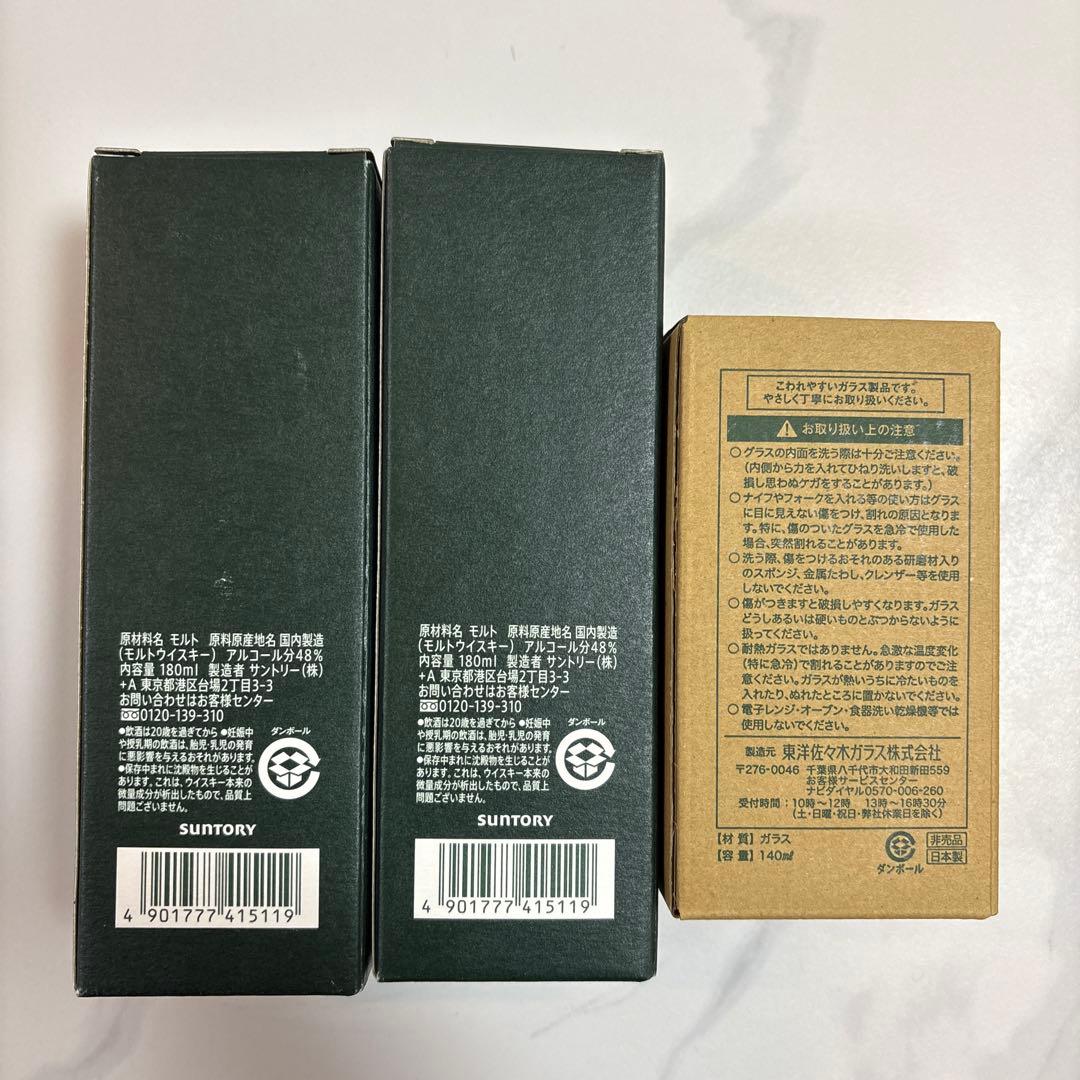 原材料名 モルト 原料原産地名 国内製造
(モルトウイスキー) アルコール分48%
内容量 180ml 製造者 サントリー(株)
+A 東京都港区台場2丁目3-3
お問い合わせはお客様センター
0120-139-310
●飲酒は20歳を過ぎてから ●妊娠中
や授乳期の飲酒は、胎児・乳児の発育
に悪影響を与えるおそれがあります。
●保存中まれに沈殿物を生じることが
あります。これは、ウイスキー本来の
微量成分が析出したもので、品質上
問題ございません。
ダンボール
SUNTORY
4 901777 415119
原材料名 モルト 原料原産地名 国内製造
(モルトウイスキー) アルコール分48%
内容量 180ml 製造者 サントリー(株)
+A 東京都港区台場2丁目3-3
お問い合わせはお客様センター
0120-139-310
●飲酒は20歳を過ぎてから ●妊娠中
や授乳期の飲酒は、胎児・乳児の発育
に悪影響を与えるおそれがあります。
●保存中まれに沈殿物を生じることが
あります。これは、ウイスキー本来の
微量成分が析出したもので、品質上
問題ございません。
ダンボール
SUNTORY
4 901777 415119
こわれやすいガラス製品です。
やさしく丁寧にお取り扱いください。
お取り扱い上の注意
○グラスの内面を洗う際は十分ご注意ください。
(内側から力を入れてひねり洗いしますと、破
損し思わぬケガをすることがあります。)
○ナイフやフォークを入れる等の使い方はグラス
に目に見えない傷をつけ、割れの原因となりま
す。特に、傷のついたグラスを急冷で使用した
場合、突然割れることがあります。
○洗う際、傷をつけるおそれのある研磨材入り
のスポンジ、金属たわし、クレンザー等を使用
しないでください。
○傷がつきますと破損しやすくなります。ガラス
どうしあるいは硬いものとぶつからないように
扱ってください。
○耐熱ガラスではありません。急激な温度変化
(特に急冷)で割れることがありますのでご注
意ください。ガラスが熱いうちに冷たいものを
入れたり、ぬれたところに置かないでください。
○電子レンジ・オーブン・食器洗い乾燥機等では
使用しないでください。
製造元 東洋佐々木ガラス株式会社
〒276-0046 千葉県八千代市大和田新田559
お客様サービスセンター
ナビダイヤル0570-006-260
受付時間:10時〜12時 13時〜16時30分
(土・日曜・祝日・弊社休業日を除く)
【材 質】ガラス
【容 量】140㎖
ダンボール
非売品
日本製